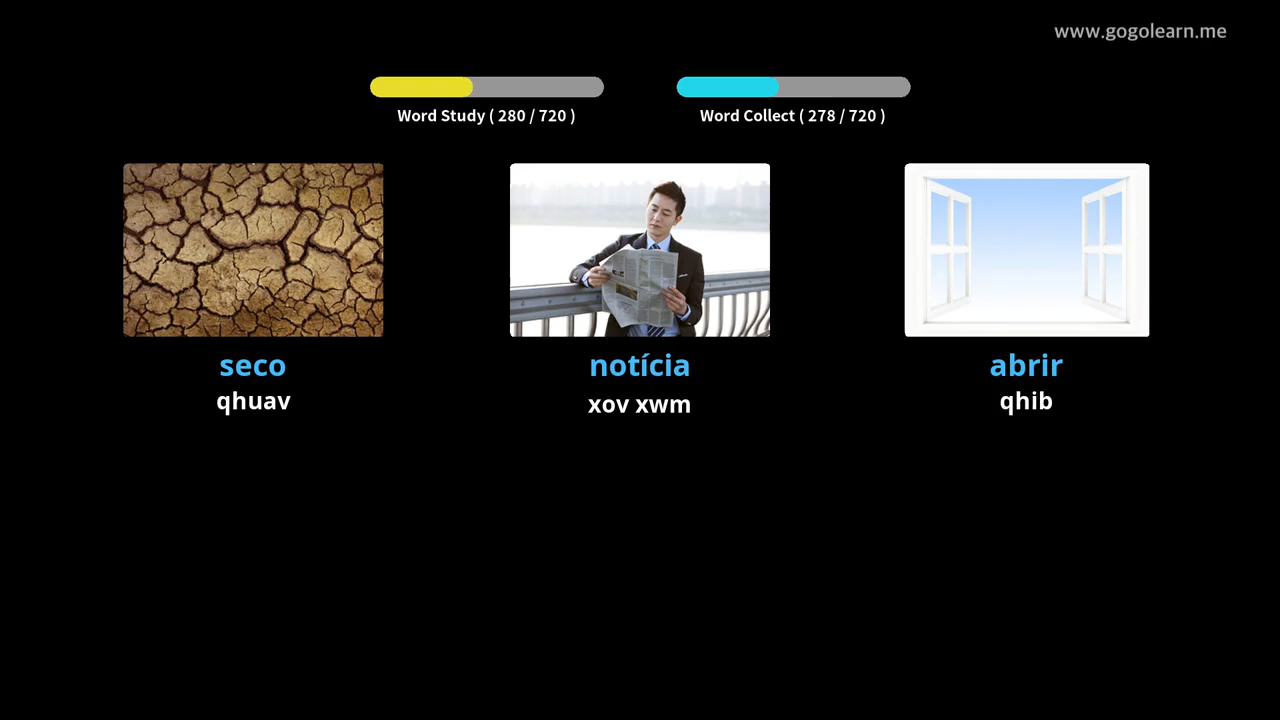 www.gogolearn.me
Word Study ( 280 / 720 )
Word Collect ( 278 / 720 )
seco
qhuav
notícia
xov xwm
abrir
qhib